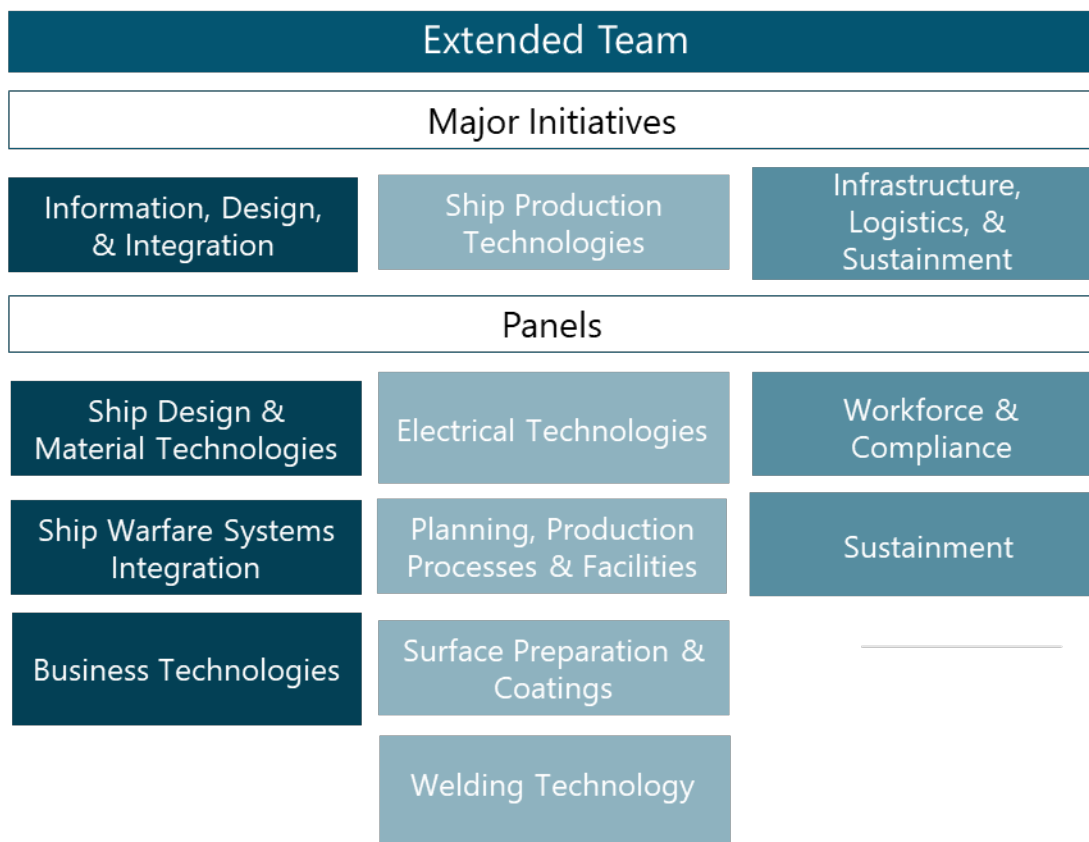 Extended Team
Major Initiatives
Information, Design,
& Integration
Ship Production
Technologies
Infrastructure,
Logistics, &
Sustainment
Panels
Ship Design &
Material Technologies
Electrical Technologies
Workforce &
Compliance
Ship Warfare Systems
Integration
Planning, Production
Processes & Facilities
Sustainment
Business Technologies
Surface Preparation &
Coatings
Welding Technology